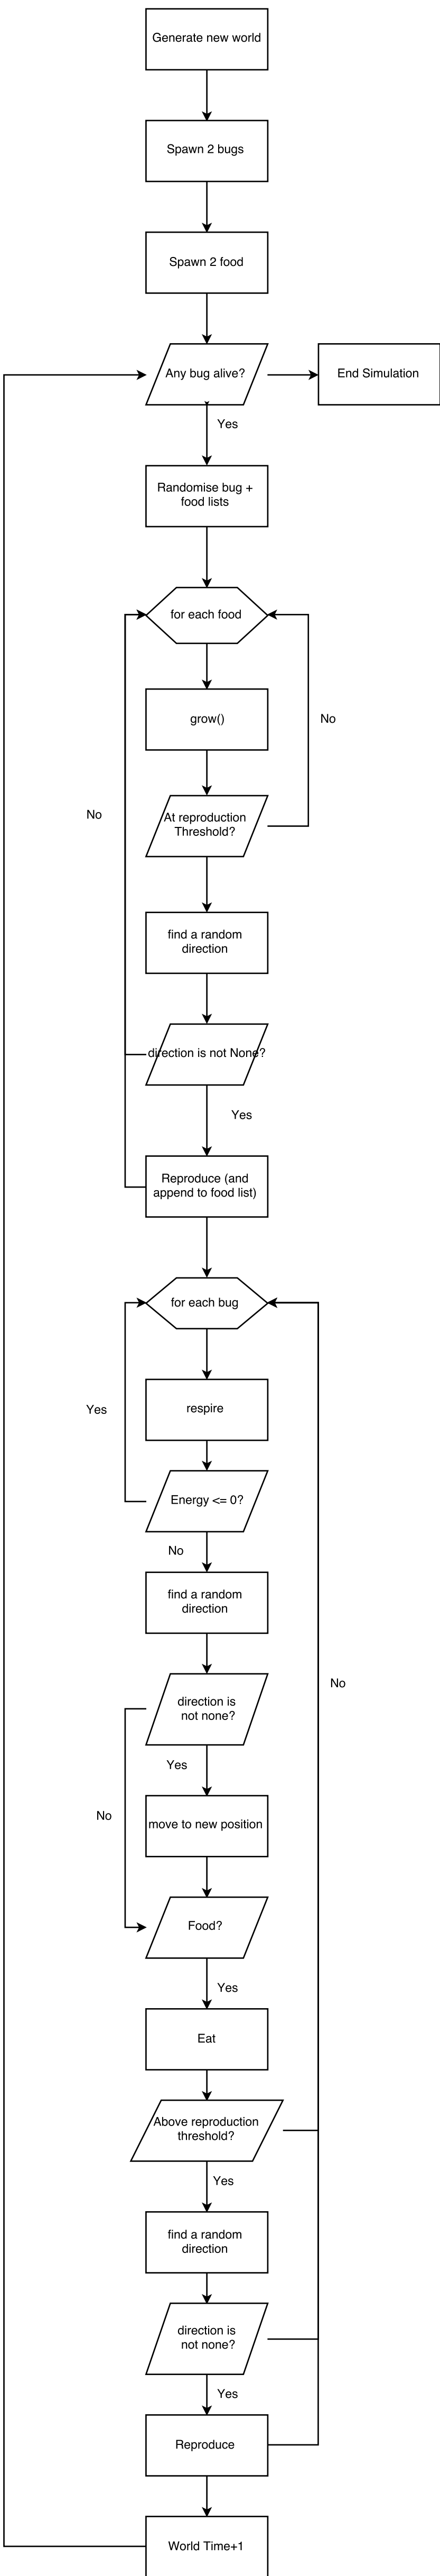 Generate new world
Spawn 2 bugs
Spawn 2 food
Any bug alive?
End Simulation
Yes
Randomise bug +
food lists
for each food
grow()
No
No
At reproduction
Threshold?
find a random
direction
direction is not None?
Yes
Reproduce (and
append to food list)
for each bug
respire
Yes
Energy <= 0?
No
find a random
direction
No
direction is
not none?
Yes
No
move to new position
Food?
Yes
Eat
Above reproduction
threshold?
Yes
find a random
direction
direction is
not none?
Yes
Reproduce
World Time+1